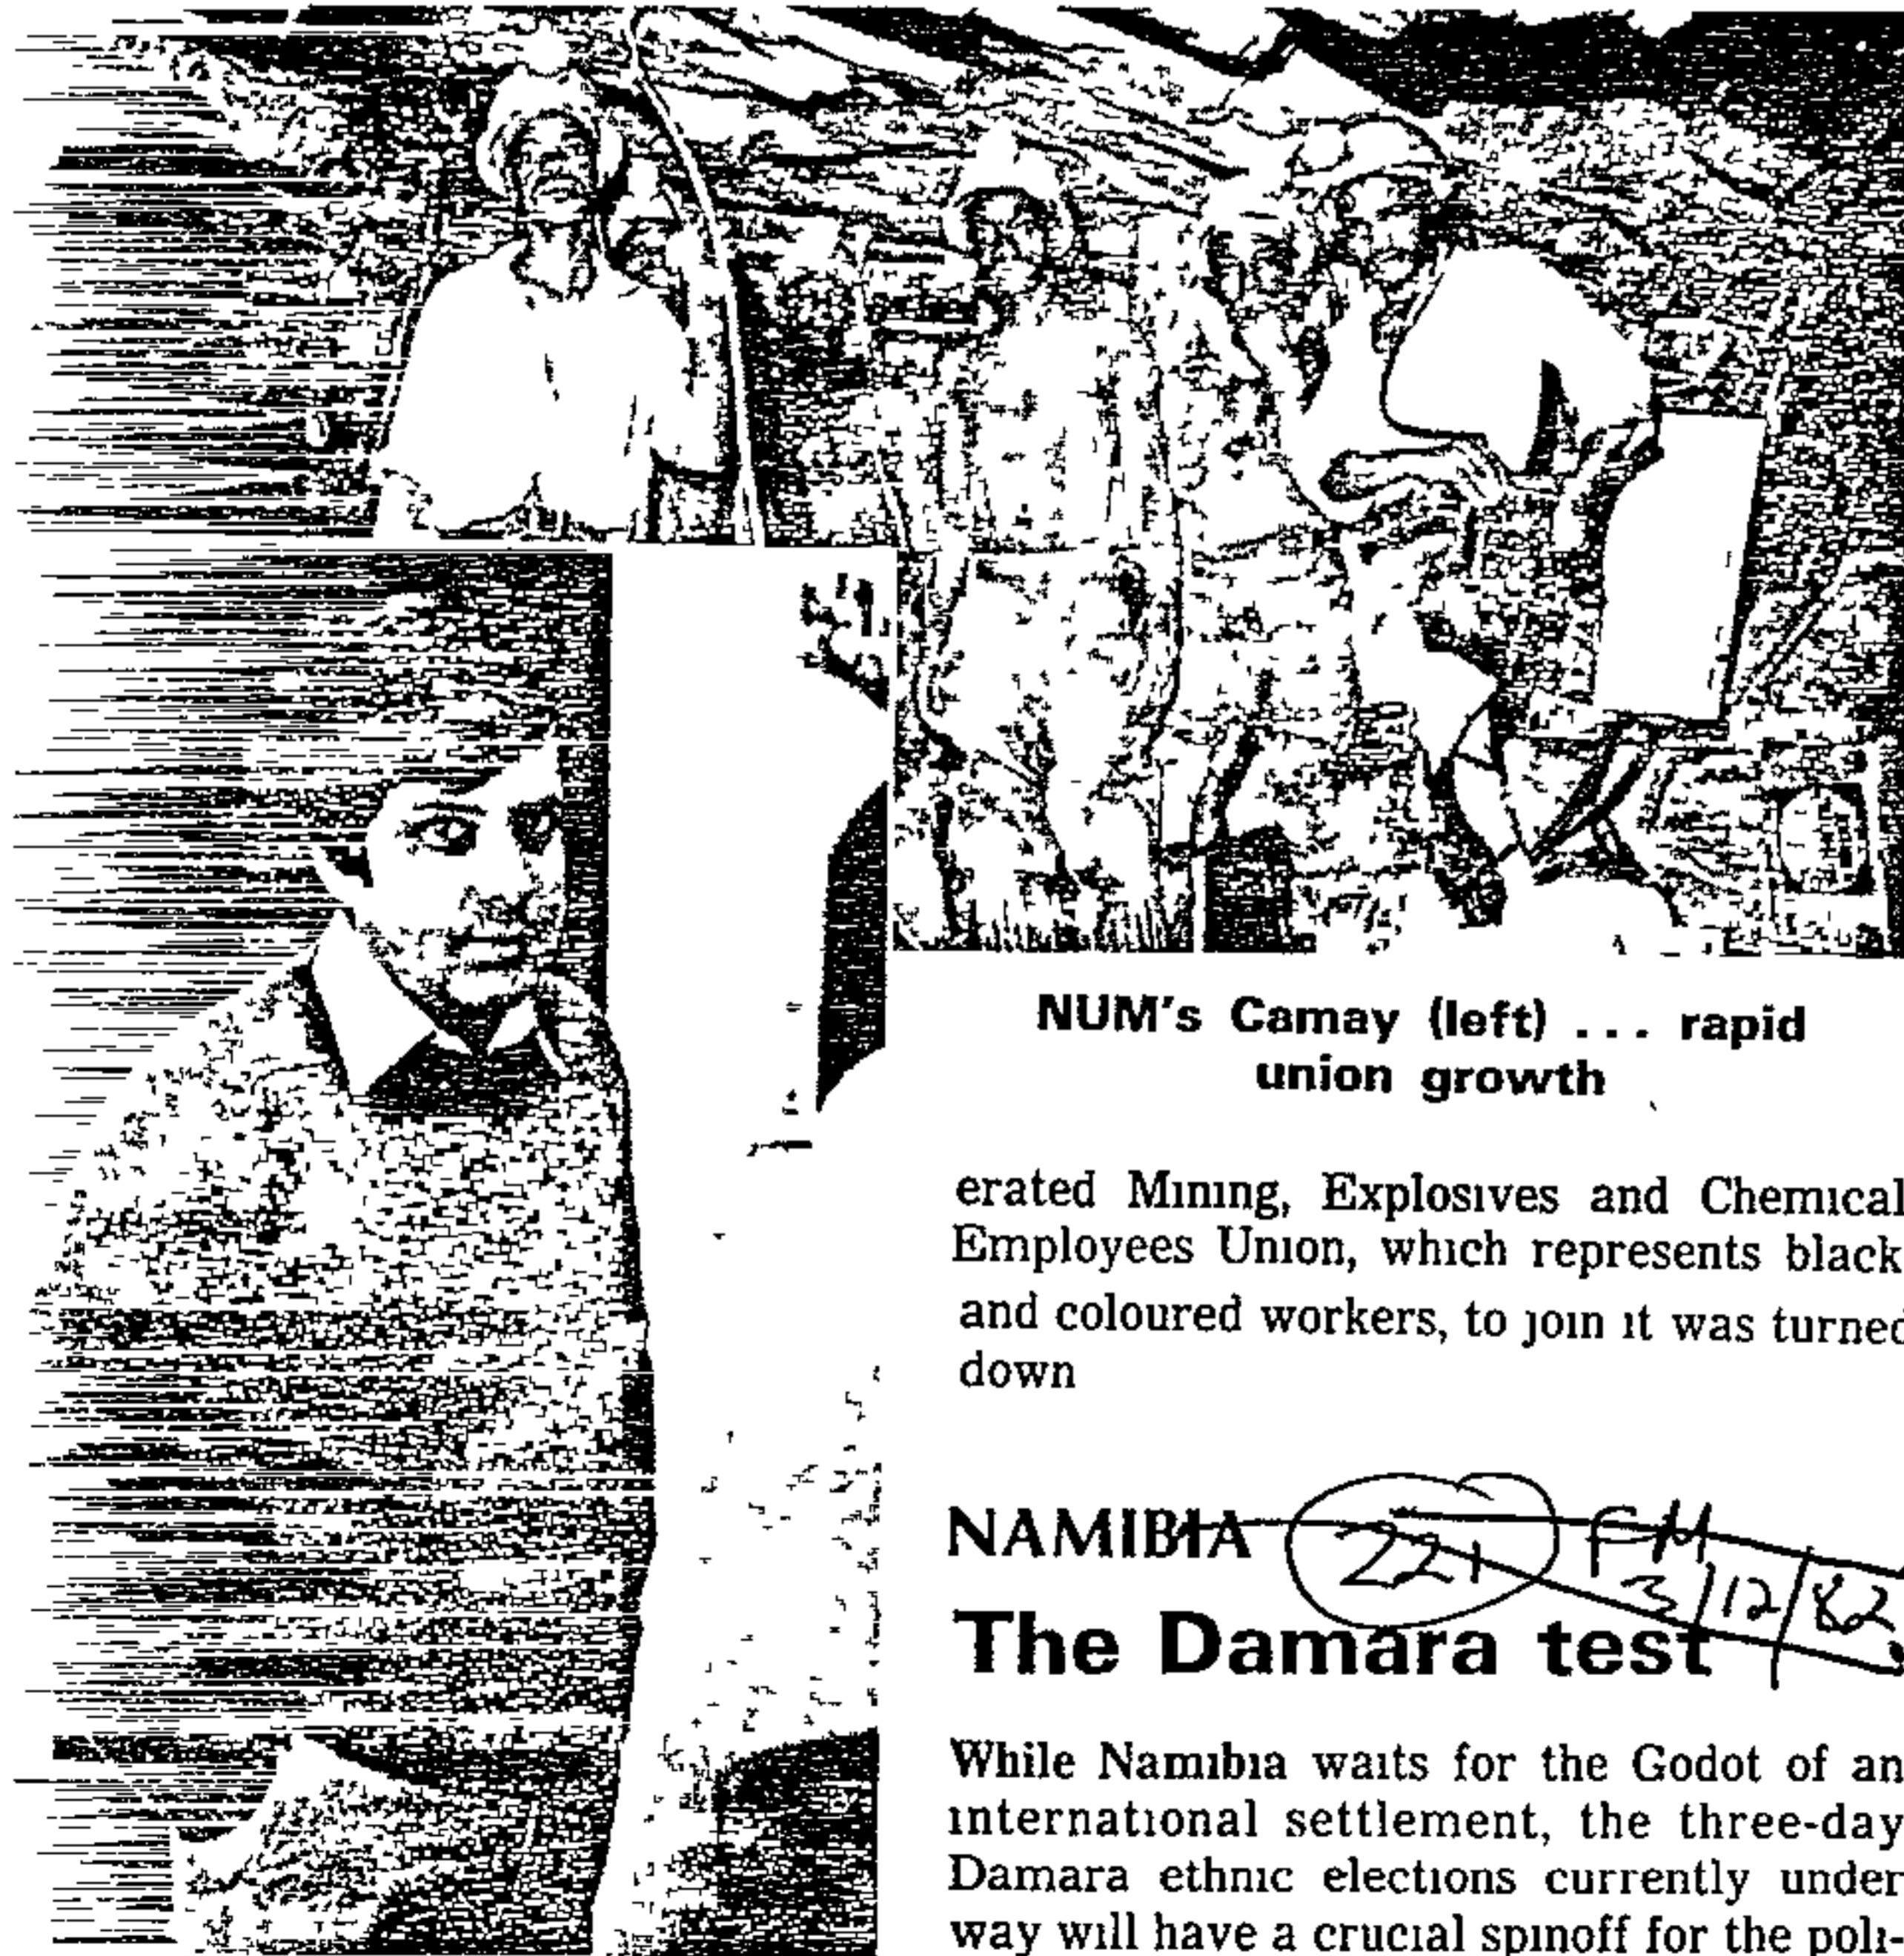 NUM's Camay (left) ... rapid
union growth
erated Mining, Explosives and Chemical
Employees Union, which represents black
and coloured workers, to join it was turned
down
NAMIBIA 221 FM
3/12/82
The Damara test
While Namibia waits for the Godot of an
international settlement, the three-day
Damara ethnic elections currently under
way will have a crucial spinoff for the poli-